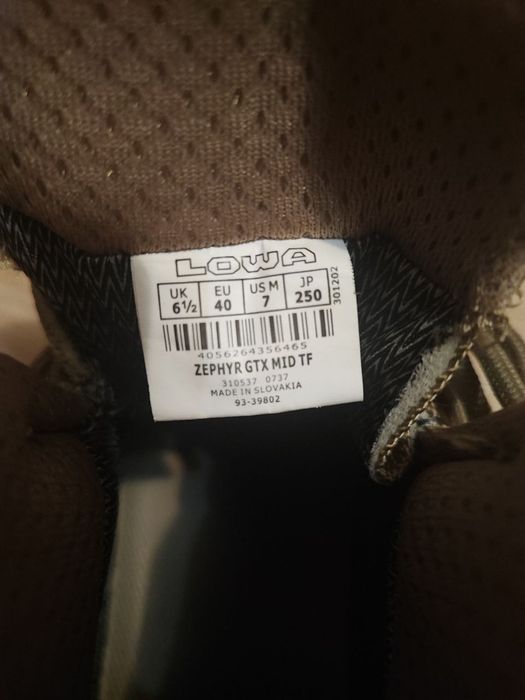 LOWA
UK EU US M JP
6½ 40 7 250
301202
4056264356465
ZEPHYR GTX MID TF
310537 0737
MADE IN SLOVAKIA
93-39802